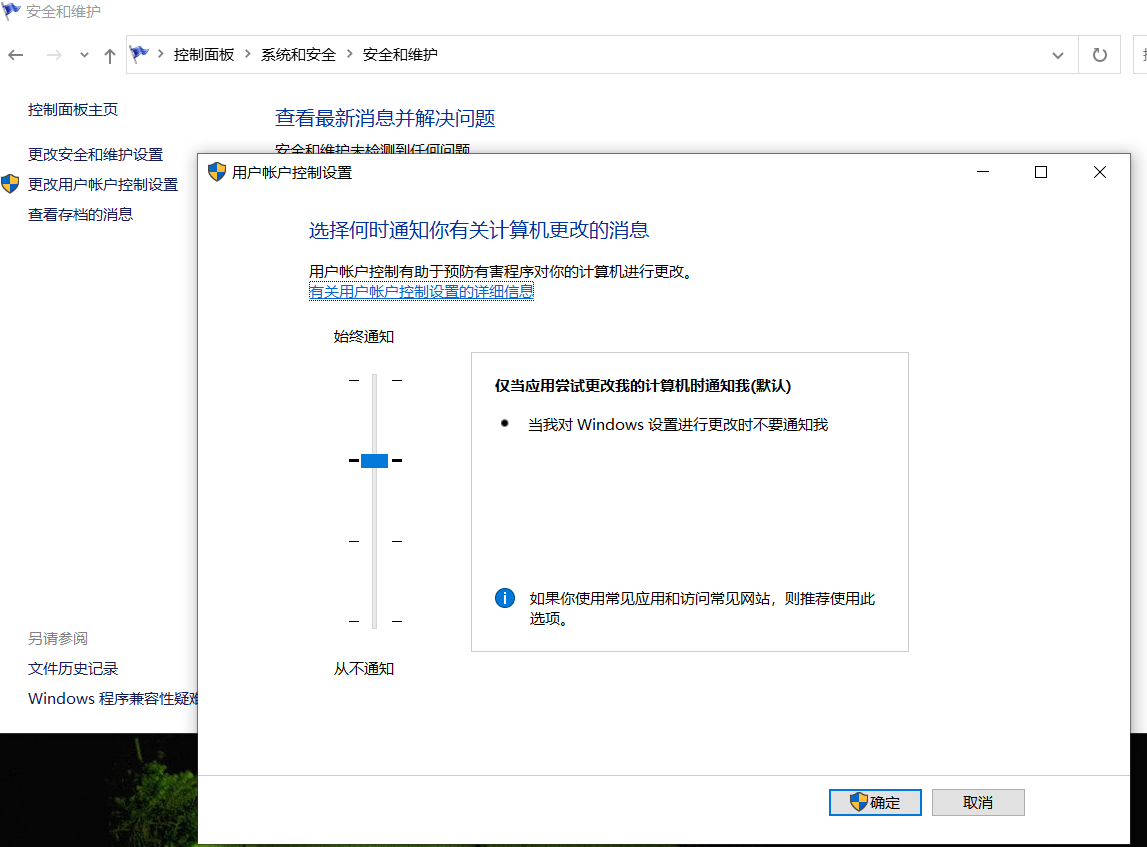 安全和维护
控制面板 系统和安全 安全和维护
控制面板主页
更改安全和维护设置
更改用户帐户控制设置
查看存档的消息
查看最新消息并解决问题
安全和维护未检测到任何问题
用户帐户控制设置
选择何时通知你有关计算机更改的消息
用户帐户控制有助于预防有害程序对你的计算机进行更改。
有关用户帐户控制设置的详细信息
始终通知
仅当应用尝试更改我的计算机时通知我(默认)
当我对 Windows 设置进行更改时不要通知我
如果你使用常见应用和访问常见网站，则推荐使用此
选项。
从不通知
另请参阅
文件历史记录
Windows 程序兼容性疑难
确定
取消